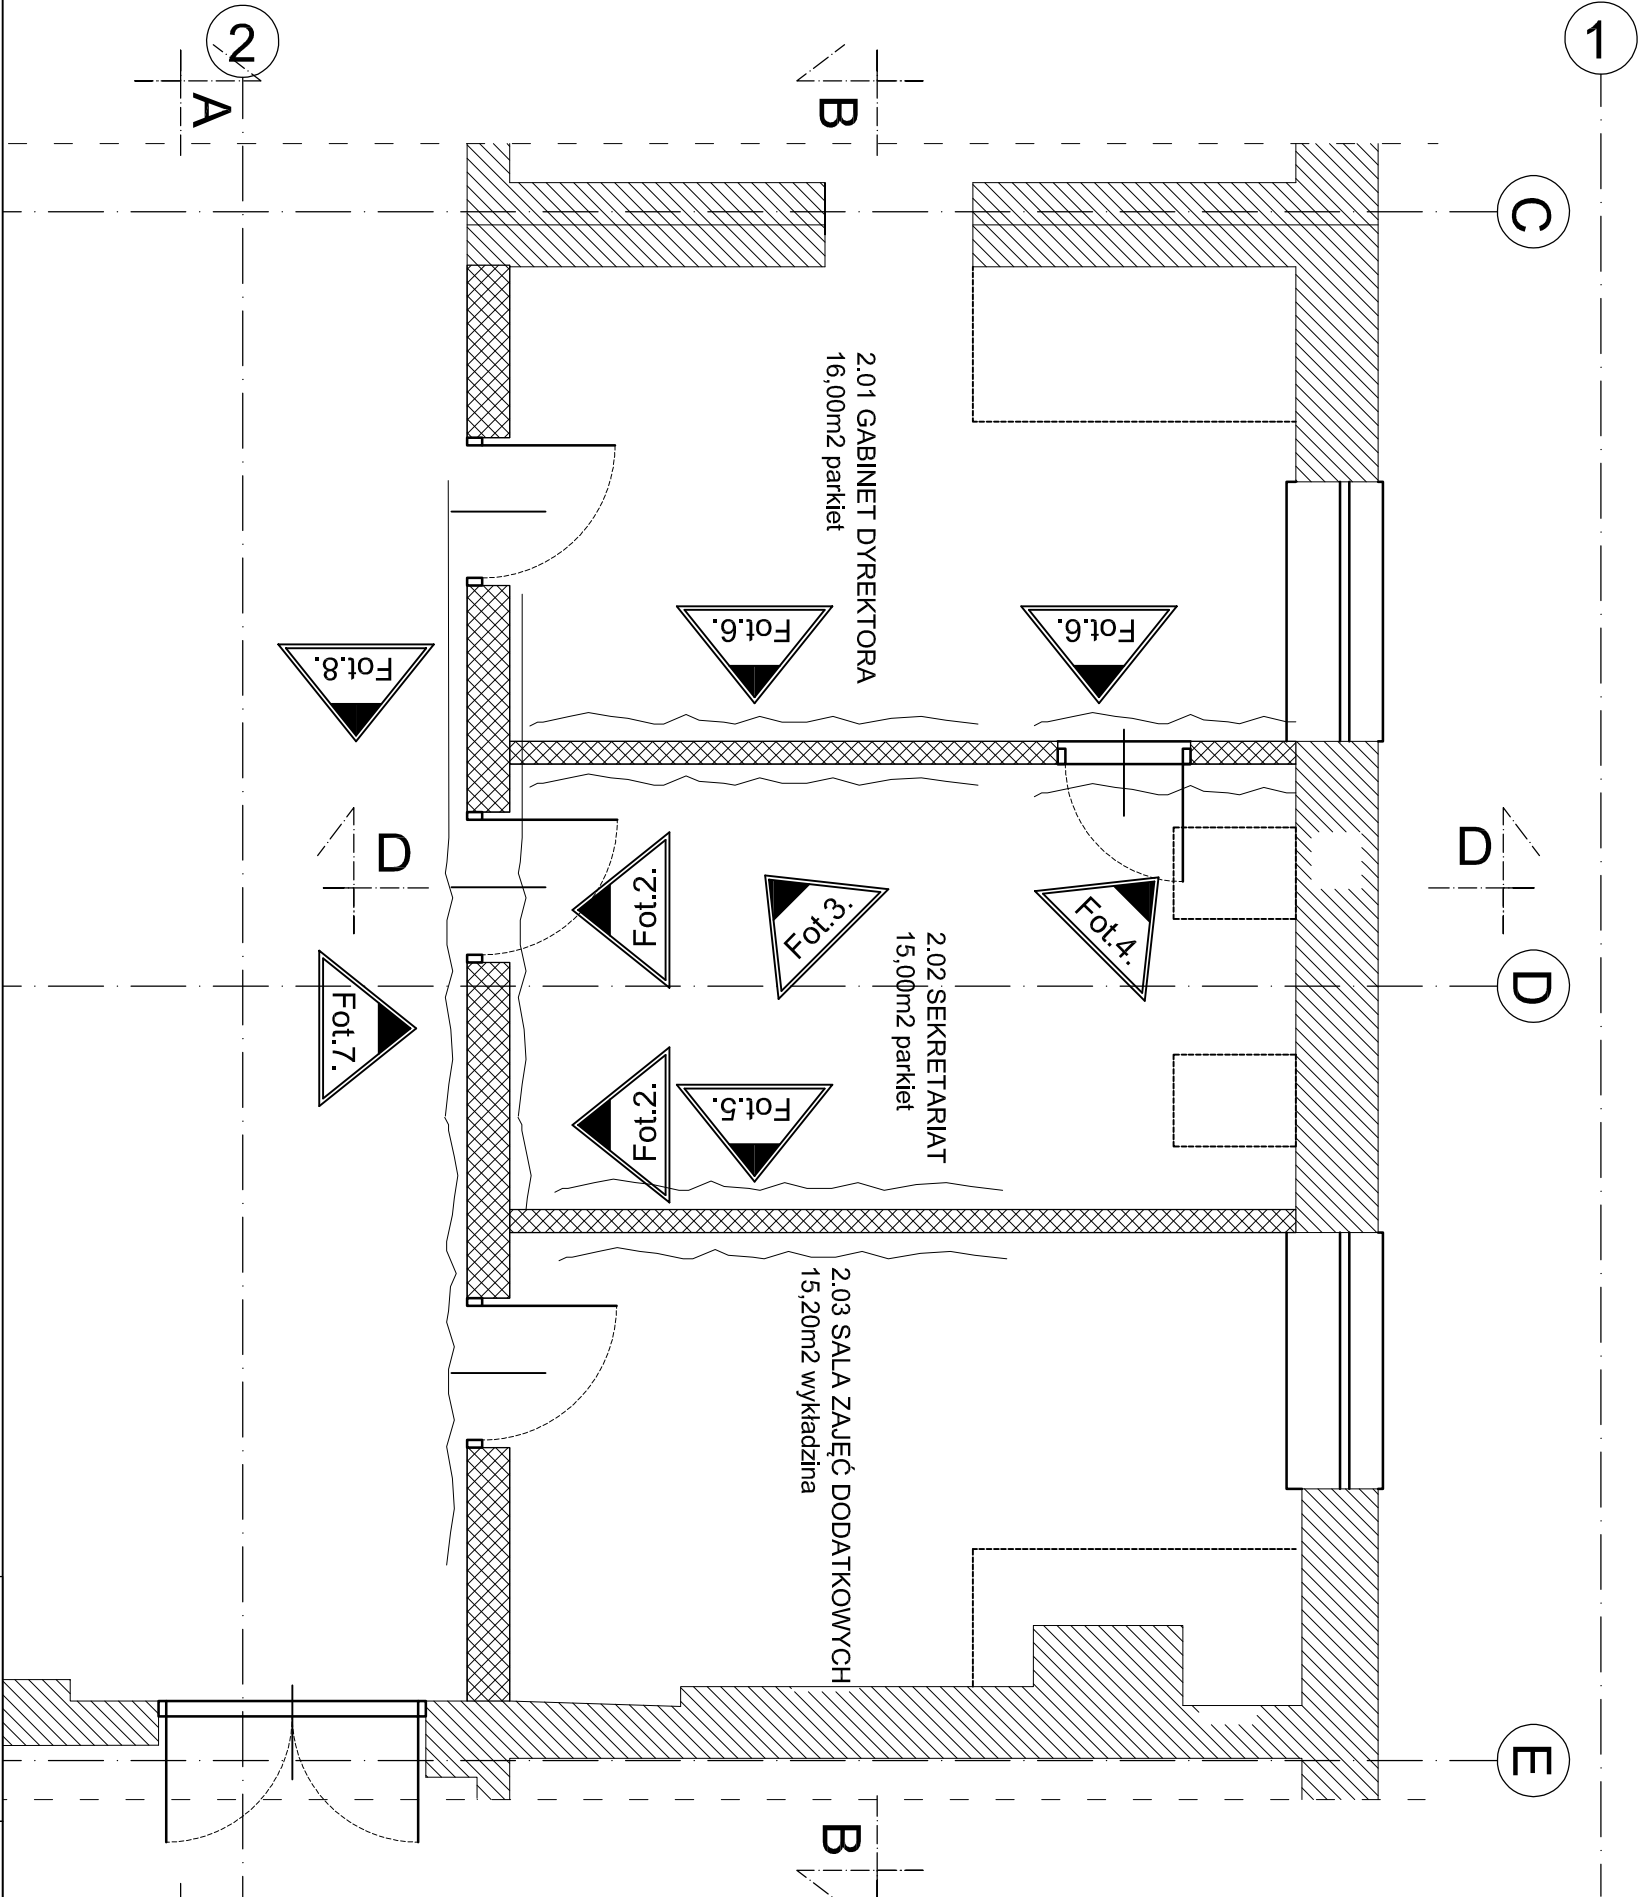 2
1
A
B
C
2.01 GABINET DYREKTORA
16,00m2 parkiet
Fot.6.
Fot.6.
Fot.8.
D
D
Fot.2.
Fot.3.
Fot.4.
2.02 SEKRETARIAT
15,00m2 parkiet
D
Fot.7.
Fot.2.
Fot.5.
2.03 SALA ZAJĘĆ DODATKOWYCH
15,20m2 wykładzina
E
B